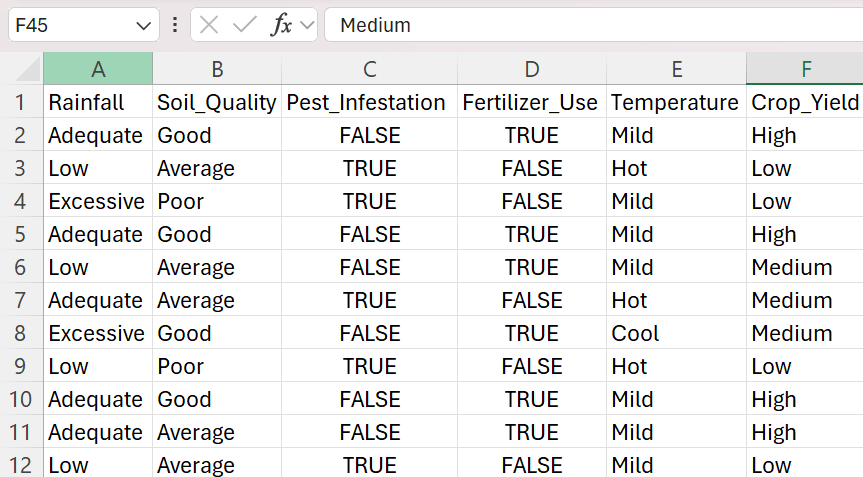 F45 fx Medium
A B C D E F
1 Rainfall Soil_Quality Pest_Infestation Fertilizer_Use Temperature Crop_Yield
2 Adequate Good FALSE TRUE Mild High
3 Low Average TRUE FALSE Hot Low
4 Excessive Poor TRUE FALSE Mild Low
5 Adequate Good FALSE TRUE Mild High
6 Low Average FALSE TRUE Mild Medium
7 Adequate Average TRUE FALSE Hot Medium
8 Excessive Good FALSE TRUE Cool Medium
9 Low Poor TRUE FALSE Hot Low
10 Adequate Good FALSE TRUE Mild High
11 Adequate Average FALSE TRUE Mild High
12 Low Average TRUE FALSE Mild Low